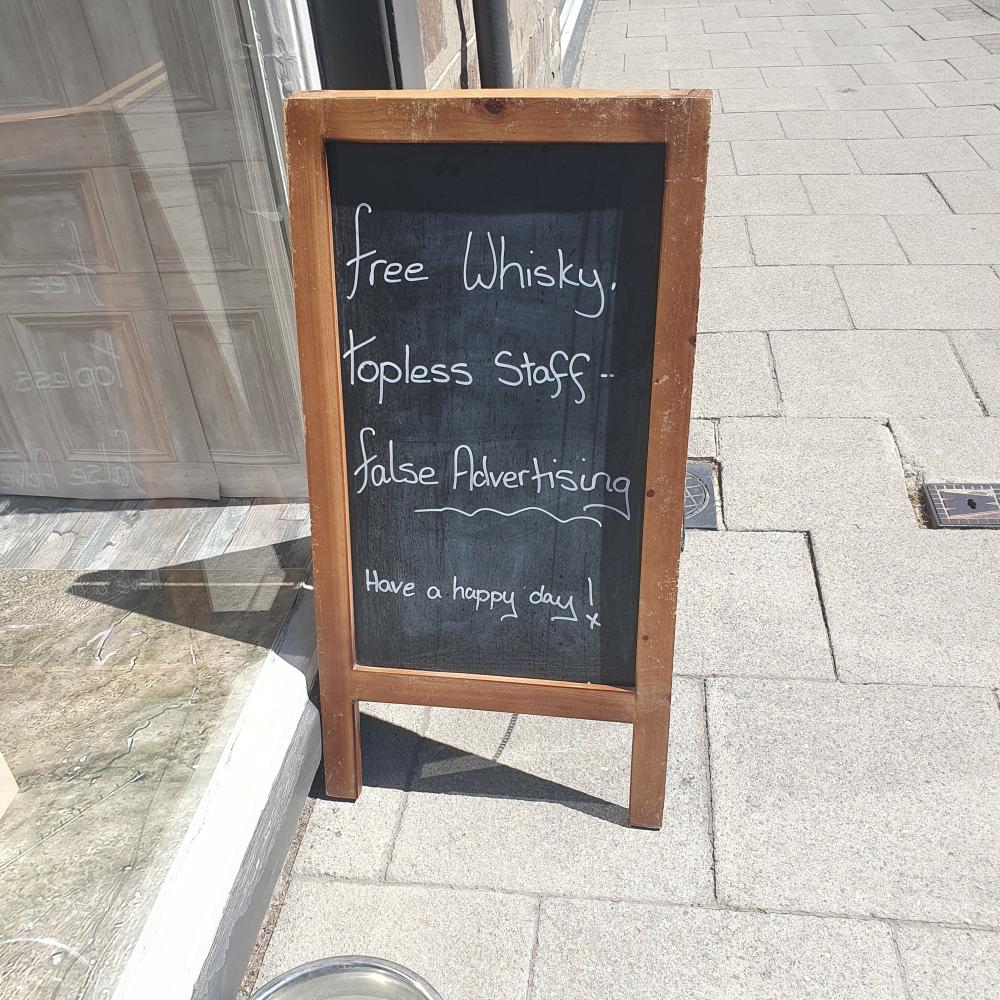 free Whisky.
topless Staff..
false Advertising
Have a happy day!
x